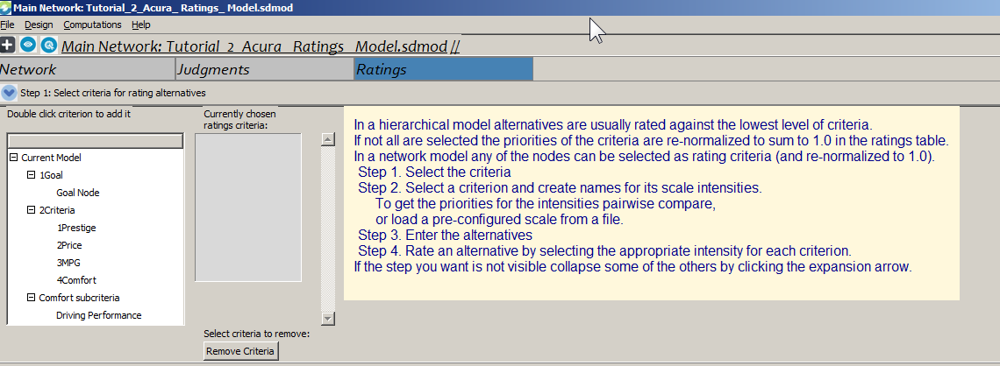 Main Network: Tutorial_2_Acura_ Ratings_ Model.sdmod
File Design Computations Help
Main Network: Tutorial_2_Acura_ Ratings_ Model.sdmod //
Network Judgments Ratings
Step 1: Select criteria for rating alternatives
Double click criterion to add it
Current Model
1Goal
Goal Node
2Criteria
1Prestige
2Price
3MPG
4Comfort
Comfort subcriteria
Driving Performance
Currently chosen
ratings criteria:
Select criteria to remove:
Remove Criteria
In a hierarchical model alternatives are usually rated against the lowest level of criteria.
If not all are selected the priorities of the criteria are re-normalized to sum to 1.0 in the ratings table.
In a network model any of the nodes can be selected as rating criteria (and re-normalized to 1.0).
Step 1. Select the criteria
Step 2. Select a criterion and create names for its scale intensities.
To get the priorities for the intensities pairwise compare,
or load a pre-configured scale from a file.
Step 3. Enter the alternatives
Step 4. Rate an alternative by selecting the appropriate intensity for each criterion.
If the step you want is not visible collapse some of the others by clicking the expansion arrow.